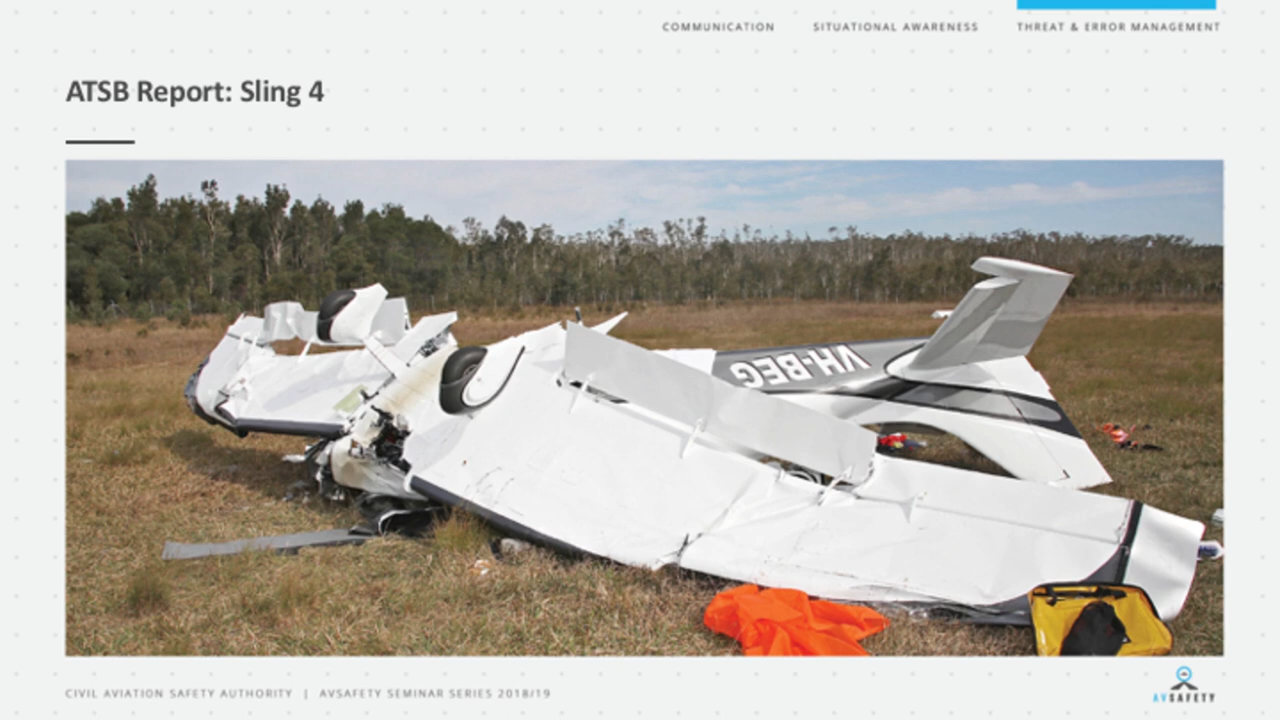 COMMUNICATION SITUATIONAL AWARENESS THREAT & ERROR MANAGEMENT
ATSB Report: Sling 4
VH-BEG
CIVIL AVIATION SAFETY AUTHORITY | AVSAFETY SEMINAR SERIES 2018/19
AVSAFETY